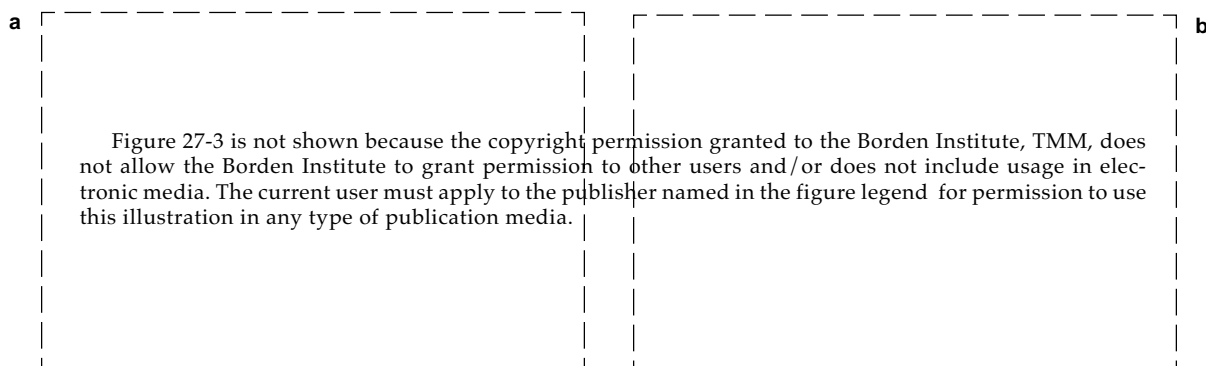 a
b
Figure 27-3 is not shown because the copyright permission granted to the Borden Institute, TMM, does
not allow the Borden Institute to grant permission to other users and/or does not include usage in elec-
tronic media. The current user must apply to the publisher named in the figure legend for permission to use
this illustration in any type of publication media.